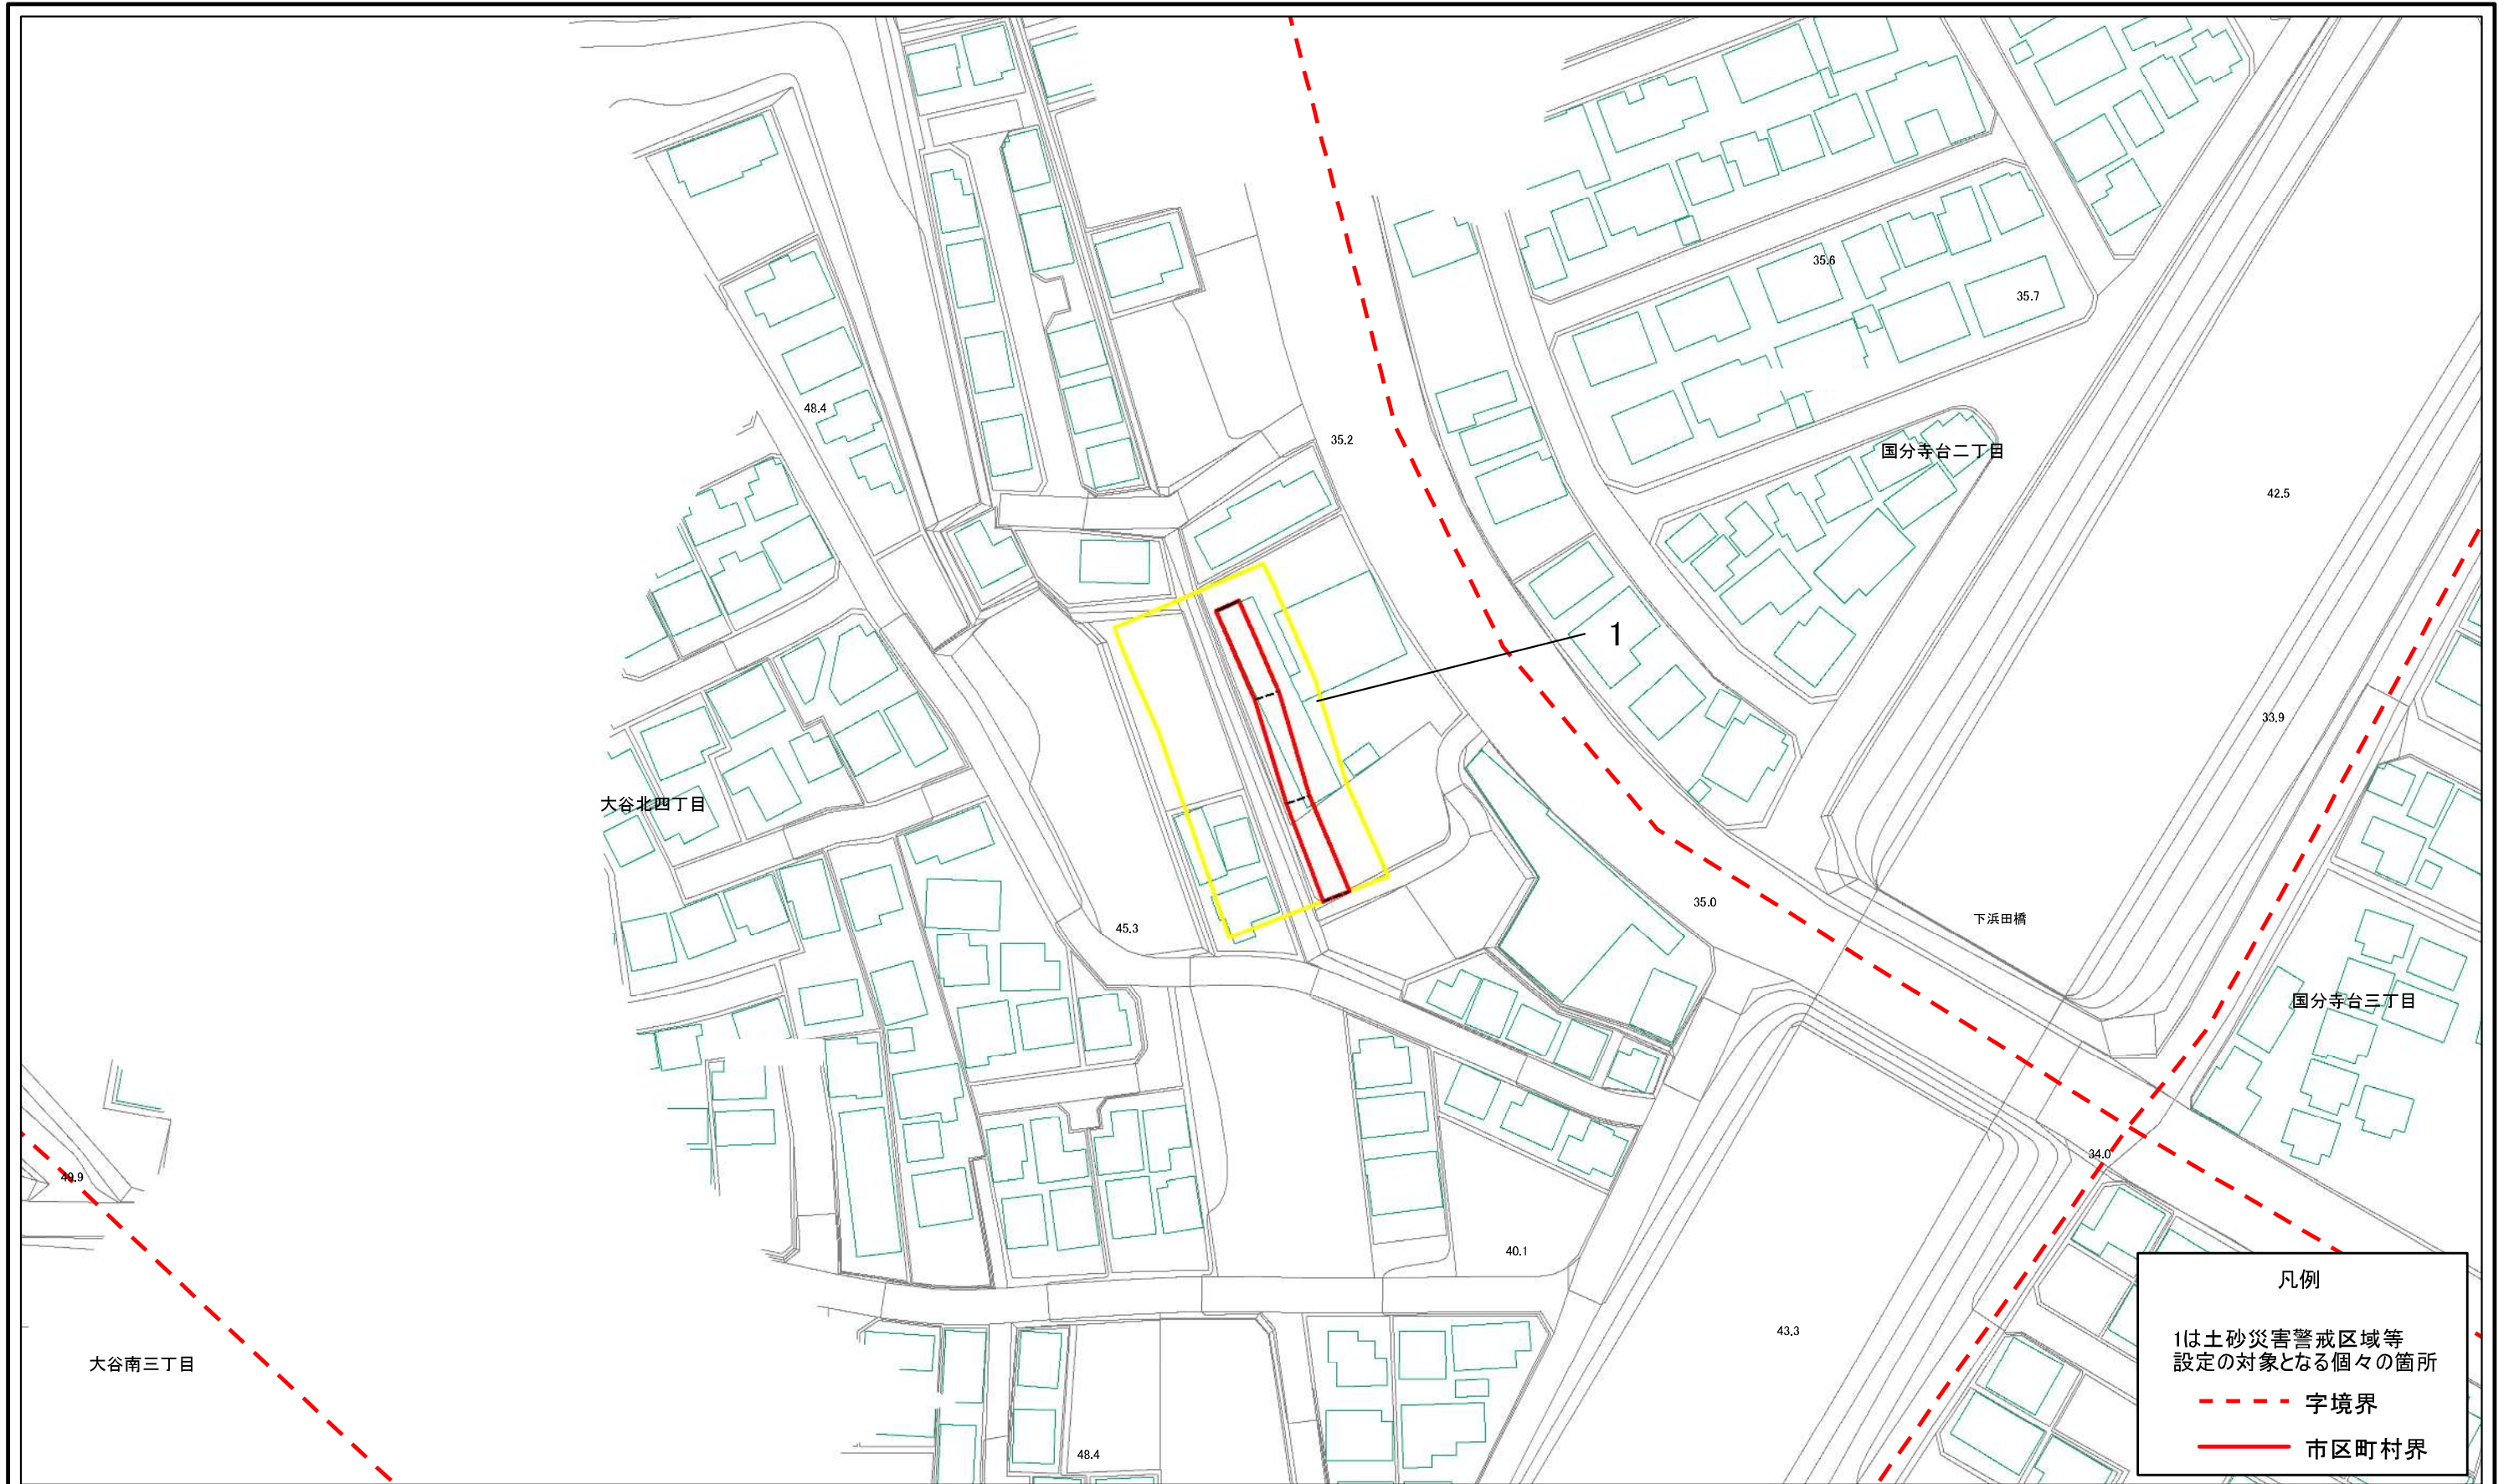 35.6
35.7
48.4
35.2
国分寺台二丁目
42.5
1
33.9
大谷北四丁目
35.0
下浜田橋
45.3
国分寺台三丁目
34.0
49.9
40.1
43.3
大谷南三丁目
48.4
凡例
1は土砂災害警戒区域等
設定の対象となる個々の箇所
字境界
市区町村界